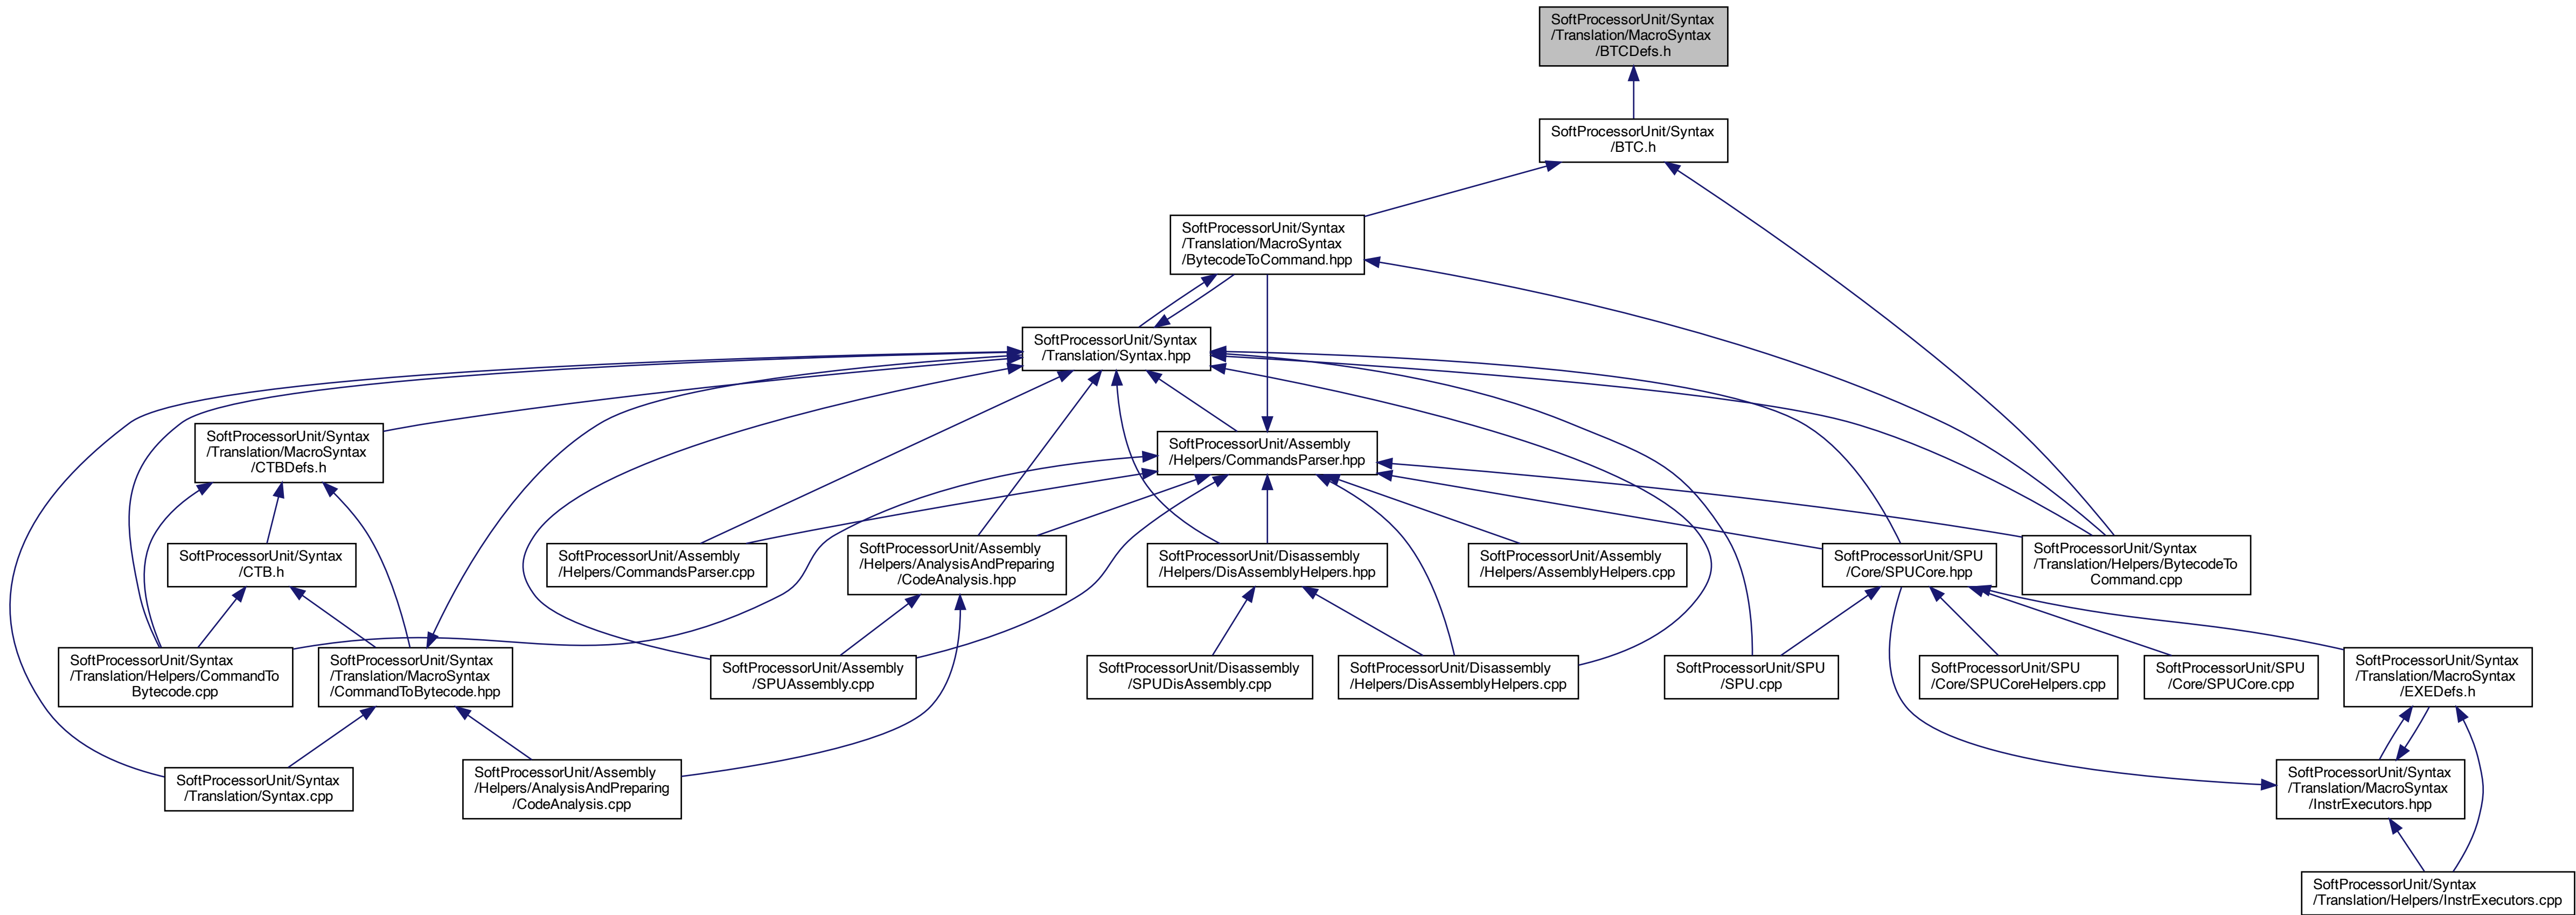 SoftProcessorUnit/Syntax
/Translation/MacroSyntax
/BTCDefs.h
SoftProcessorUnit/Syntax
/BTC.h
SoftProcessorUnit/Syntax
/Translation/MacroSyntax
/BytecodeToCommand.hpp
SoftProcessorUnit/Syntax
/Translation/Syntax.hpp
SoftProcessorUnit/Syntax
/Translation/MacroSyntax
/CTBDefs.h
SoftProcessorUnit/Assembly
/Helpers/CommandsParser.hpp
SoftProcessorUnit/Syntax
/CTB.h
SoftProcessorUnit/Assembly
/Helpers/CommandsParser.cpp
SoftProcessorUnit/Assembly
/Helpers/AnalysisAndPreparing
/CodeAnalysis.hpp
SoftProcessorUnit/Disassembly
/Helpers/DisAssemblyHelpers.hpp
SoftProcessorUnit/Assembly
/Helpers/AssemblyHelpers.cpp
SoftProcessorUnit/SPU
/Core/SPUCore.hpp
SoftProcessorUnit/Syntax
/Translation/Helpers/BytecodeTo
Command.cpp
SoftProcessorUnit/Syntax
/Translation/Helpers/CommandTo
Bytecode.cpp
SoftProcessorUnit/Syntax
/Translation/MacroSyntax
/CommandToBytecode.hpp
SoftProcessorUnit/Assembly
/SPUAssembly.cpp
SoftProcessorUnit/Disassembly
/SPUDisAssembly.cpp
SoftProcessorUnit/Disassembly
/Helpers/DisAssemblyHelpers.cpp
SoftProcessorUnit/SPU
/SPU.cpp
SoftProcessorUnit/SPU
/Core/SPUCoreHelpers.cpp
SoftProcessorUnit/SPU
/Core/SPUCore.cpp
SoftProcessorUnit/Syntax
/Translation/MacroSyntax
/EXEDefs.h
SoftProcessorUnit/Syntax
/Translation/Syntax.cpp
SoftProcessorUnit/Assembly
/Helpers/AnalysisAndPreparing
/CodeAnalysis.cpp
SoftProcessorUnit/Syntax
/Translation/MacroSyntax
/InstrExecutors.hpp
SoftProcessorUnit/Syntax
/Translation/Helpers/InstrExecutors.cpp